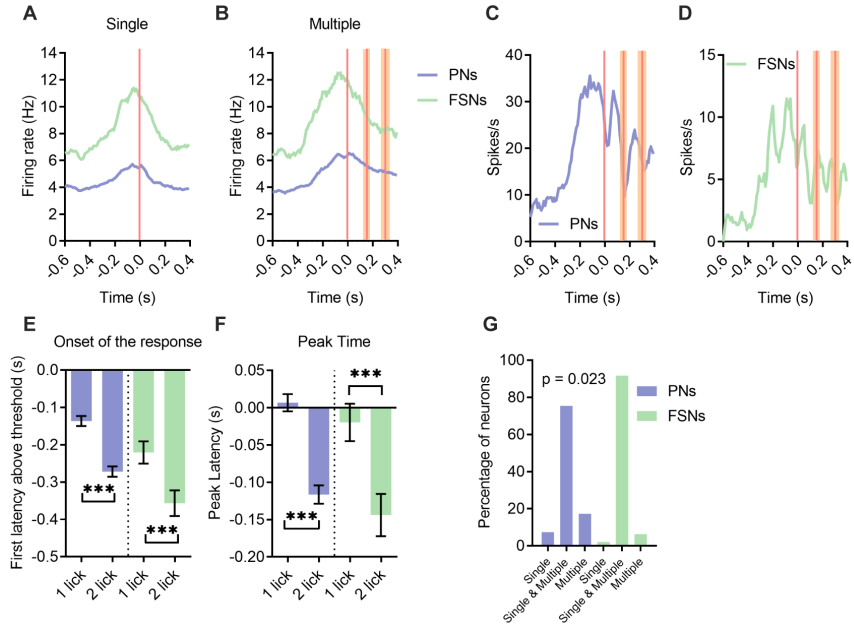 A
Single
14
12
10
8
6
4
2
0
Firing rate (Hz)
-0.6
-0.4
-0.2
0.0
0.2
0.4
Time (s)
B
Multiple
14
12
10
8
6
4
2
0
Firing rate (Hz)
-0.6
-0.4
-0.2
0.0
0.2
0.4
Time (s)
PNs
FSNs
C
40
30
20
10
0
Spikes/s
PNs
-0.6
-0.4
-0.2
0.0
0.2
0.4
Time (s)
D
15
10
5
0
Spikes/s
FSNs
-0.6
-0.4
-0.2
0.0
0.2
0.4
Time (s)
E
Onset of the response
0.0
-0.1
-0.2
-0.3
-0.4
-0.5
First latency above threshold (s)
***
***
1 lick
2 lick
1 lick
2 lick
F
Peak Time
0.05
0.00
-0.05
-0.10
-0.15
-0.20
Peak Latency (s)
***
***
1 lick
2 lick
1 lick
2 lick
G
100
80
60
40
20
0
Percentage of neurons
p = 0.023
PNs
FSNs
Single
Single & Multiple
Multiple
Single
Single & Multiple
Multiple